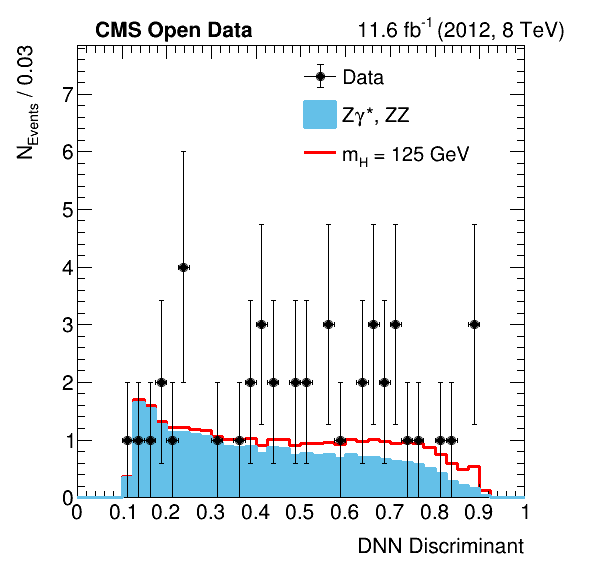 CMS Open Data 11.6 fb⁻¹ (2012, 8 TeV)
N_Events / 0.03
Data
Zγ*, ZZ
m_H = 125 GeV
7
6
5
4
3
2
1
0
0 0.1 0.2 0.3 0.4 0.5 0.6 0.7 0.8 0.9 1
DNN Discriminant